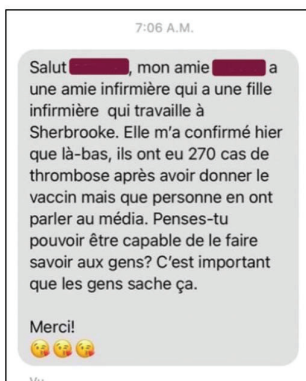 7:06 A.M.
Salut , mon amie a
une amie infirmière qui a une fille
infirmière qui travaille à
Sherbrooke. Elle m'a confirmé hier
que là-bas, ils ont eu 270 cas de
thrombose après avoir donner le
vaccin mais que personne en ont
parler au média. Penses-tu
pouvoir être capable de le faire
savoir aux gens? C'est important
que les gens sache ça.
Merci!
😘😘😘